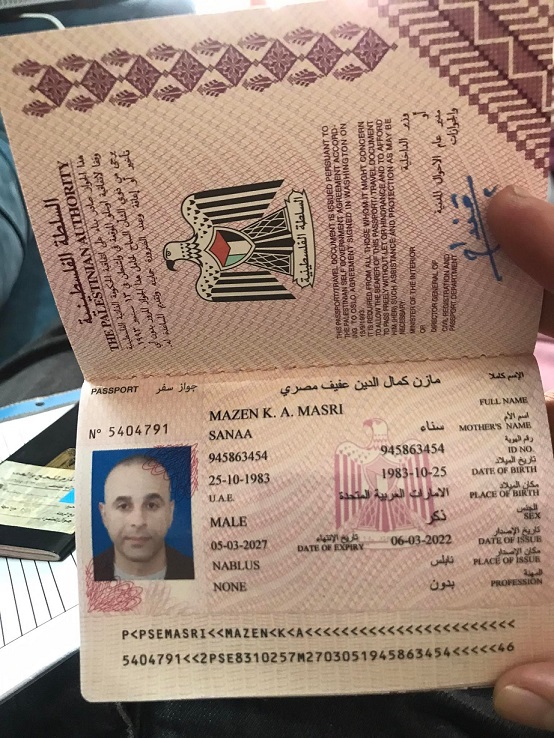 السلطة الفلسطينية
THE PALESTINIAN AUTHORITY
السلطة الفلسطينية
THIS PASSPORT/TRAVEL DOCUMENT IS ISSUED PURSUANT TO
THE PALESTINIAN SELF GOVERNMENT AGREEMENT ACCORD-
ING TO OSLO AGREEMENT SIGNED IN WASHINGTON ON
13/9/1993.
IT IS REQUIRED FROM ALL THOSE WHOM IT MIGHT CONCERN
TO ALLOW THE BEARER OF THIS PASSPORT/TRAVEL DOCUMENT
TO PASS FREELY WITHOUT LET OR HINDRANCE AND TO AFFORD
HIM (HER) SUCH ASSISTANCE AND PROTECTION AS MAY BE
NECESSARY.
MINISTER OF THE INTERIOR
OR
DIRECTOR GENERAL OF
CIVIL REGISTRATION AND
PASSPORT DEPARTMENT
وزير الداخلية
أو
مدير عام الاحوال المدنية
والجوازات
PASSPORT جواز سفر
مازن كمال الدين عفيف مصري الإسم كاملا
MAZEN K. A. MASRI FULL NAME
Nº 5404791
SANAA سناء إسم الأم MOTHER'S NAME
945863454 945863454 رقم الهوية ID NO.
25-10-1983 1983-10-25 تاريخ الميلاد DATE OF BIRTH
U.A.E. الامارات العربية المتحدة مكان الميلاد PLACE OF BIRTH
MALE ذكر الجنس SEX
05-03-2027 تاريخ الإنتهاء DATE OF EXPIRY 06-03-2022 تاريخ الإصدار DATE OF ISSUE
NABLUS نابلس مكان الإصدار PLACE OF ISSUE
NONE بدون المهنة PROFESSION
P<PSEMASRI<<MAZEN<K<A<<<<<<<<<<<<<<<<<<<<<<<
5404791<<2PSE8310257M2703051945863454<<<<<46